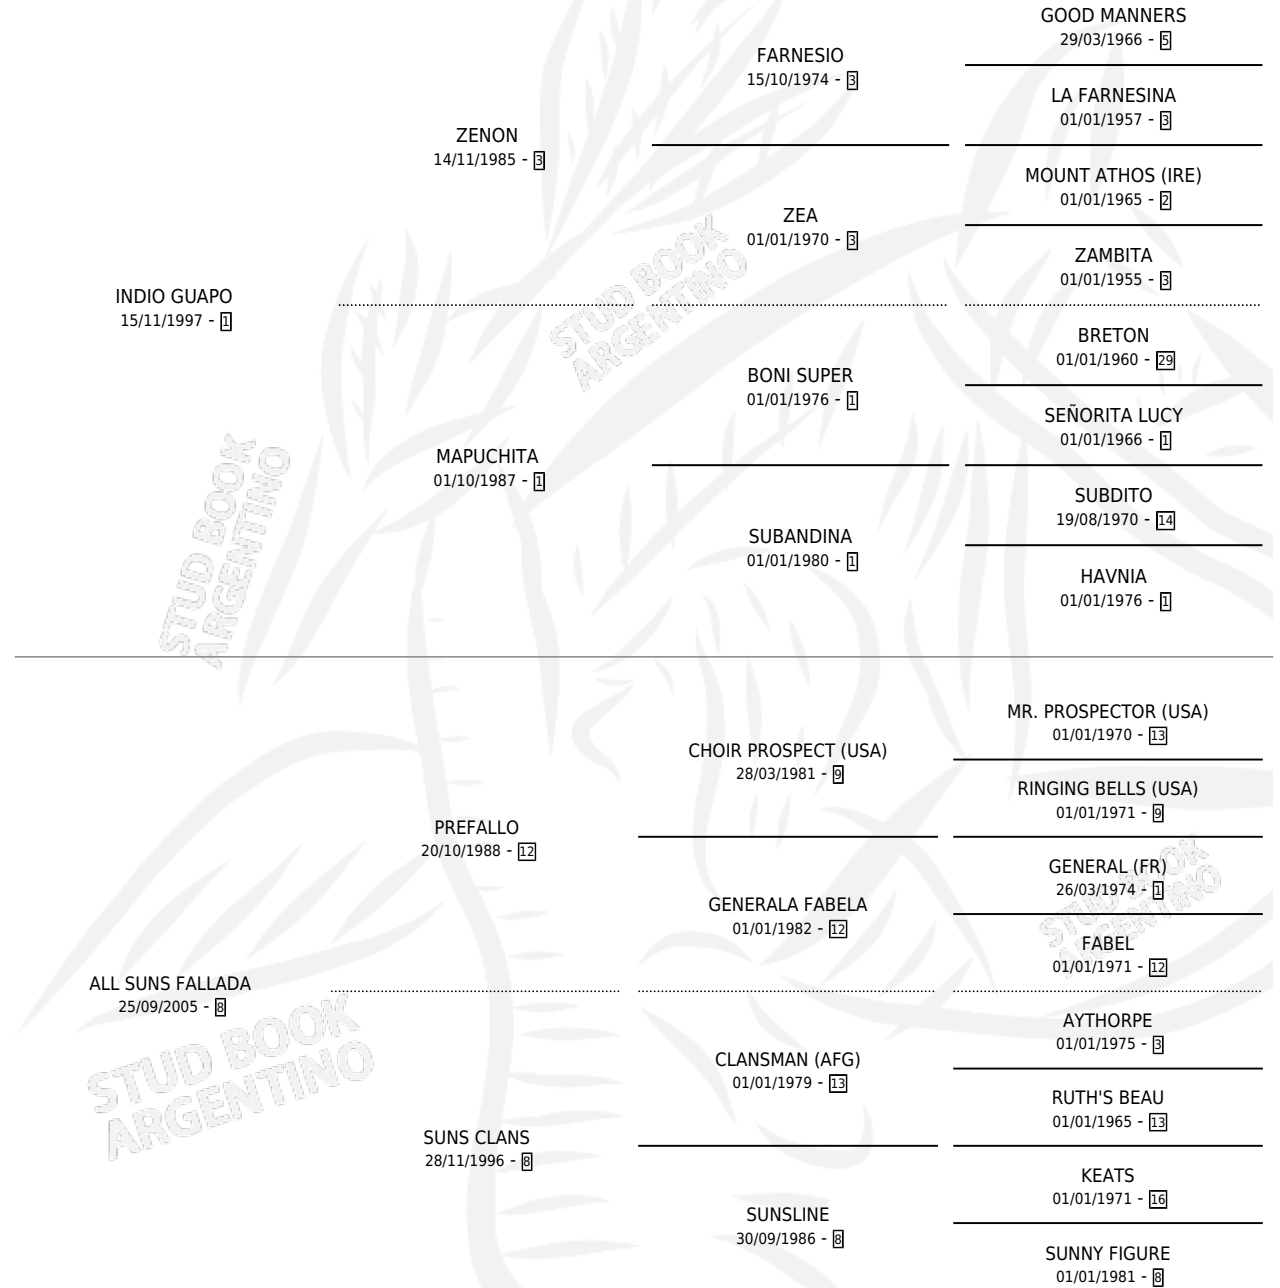 GOOD MANNERS
29/03/1966 - 5
FARNESIO
15/10/1974 - 3
LA FARNESINA
01/01/1957 - 3
ZENON
14/11/1985 - 3
MOUNT ATHOS (IRE)
01/01/1965 - 2
ZEA
01/01/1970 - 3
ZAMBITA
01/01/1955 - 3
INDIO GUAPO
15/11/1997 - 1
BRETON
01/01/1960 - 29
BONI SUPER
01/01/1976 - 1
SEÑORITA LUCY
01/01/1966 - 1
MAPUCHITA
01/10/1987 - 1
SUBDITO
19/08/1970 - 14
SUBANDINA
01/01/1980 - 1
HAVNIA
01/01/1976 - 1
MR. PROSPECTOR (USA)
01/01/1970 - 13
CHOIR PROSPECT (USA)
28/03/1981 - 9
RINGING BELLS (USA)
01/01/1971 - 9
PREFALLO
20/10/1988 - 12
GENERAL (FR)
26/03/1974 - 1
GENERALA FABELA
01/01/1982 - 12
FABEL
01/01/1971 - 12
ALL SUNS FALLADA
25/09/2005 - 8
AYTHORPE
01/01/1975 - 3
CLANSMAN (AFG)
01/01/1979 - 13
RUTH'S BEAU
01/01/1965 - 13
SUNS CLANS
28/11/1996 - 8
KEATS
01/01/1971 - 16
SUNSLINE
30/09/1986 - 8
SUNNY FIGURE
01/01/1981 - 8
STUD BOOK
ARGENTINO
STUD BOOK
ARGENTINO
STUD BOOK
ARGENTINO
STUD BOOK
ARGENTINO